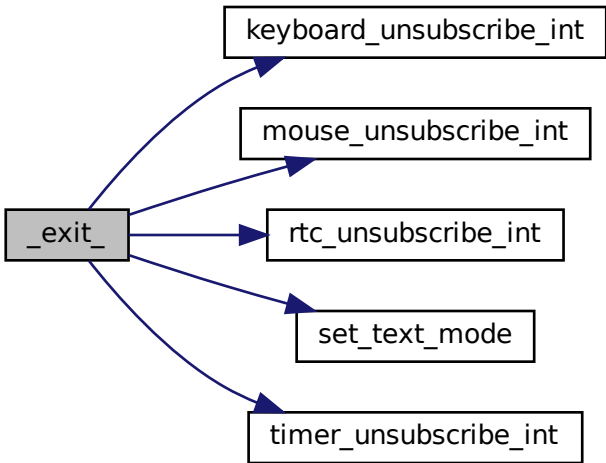 keyboard_unsubscribe_int
mouse_unsubscribe_int
_exit_
rtc_unsubscribe_int
set_text_mode
timer_unsubscribe_int